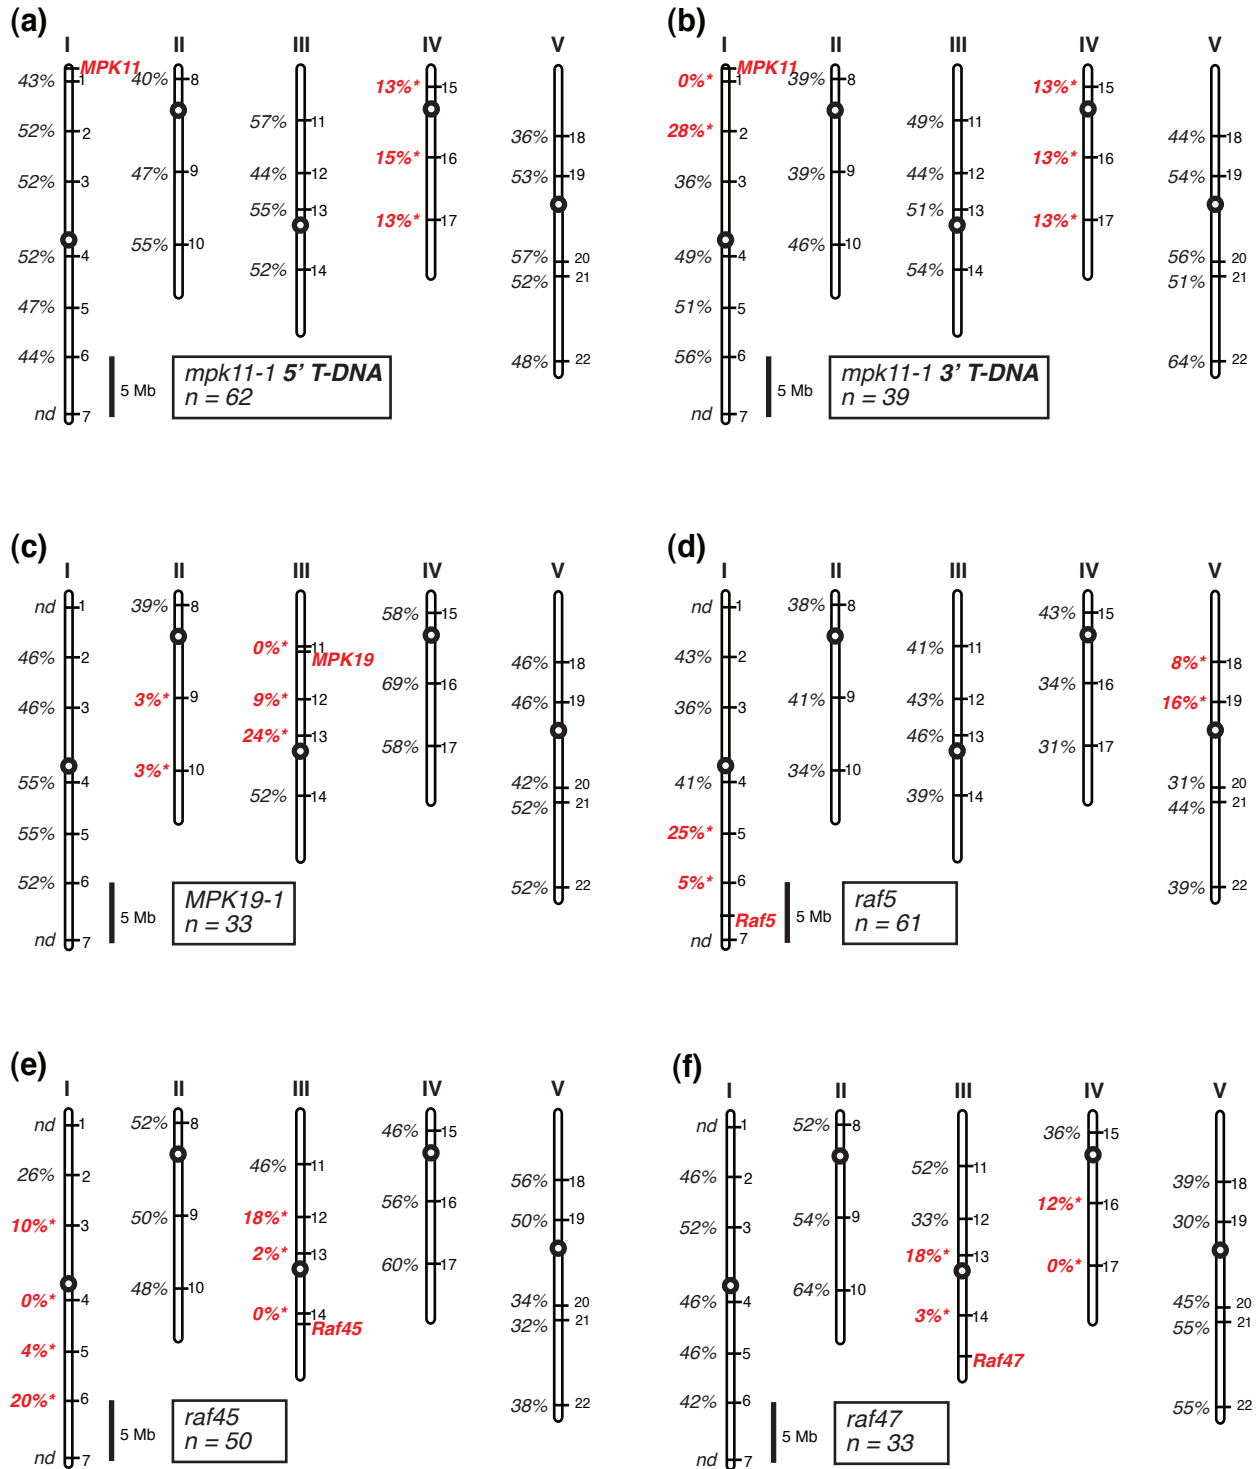 (a)
I II III IV V
MPK11
43% 1
52% 2
52% 3
52% 4
47% 5
44% 6
nd 7
40% 8
47% 9
55% 10
57% 11
44% 12
55% 13
52% 14
13%* 15
15%* 16
13%* 17
36% 18
53% 19
57% 20
52% 21
48% 22
5 Mb
mpk11-1 5’ T-DNA
n = 62
(b)
I II III IV V
MPK11
0%* 1
28%* 2
36% 3
49% 4
51% 5
56% 6
nd 7
39% 8
39% 9
46% 10
49% 11
44% 12
51% 13
54% 14
13%* 15
13%* 16
13%* 17
44% 18
54% 19
56% 20
51% 21
64% 22
5 Mb
mpk11-1 3’ T-DNA
n = 39
(c)
I II III IV V
nd 1
46% 2
46% 3
55% 4
55% 5
52% 6
nd 7
39% 8
3%* 9
3%* 10
0%* 11
MPK19
9%* 12
24%* 13
52% 14
58% 15
69% 16
58% 17
46% 18
46% 19
42% 20
52% 21
52% 22
5 Mb
MPK19-1
n = 33
(d)
I II III IV V
nd 1
43% 2
36% 3
41% 4
25%* 5
5%* 6
Raf5
nd 7
38% 8
41% 9
34% 10
41% 11
43% 12
46% 13
39% 14
43% 15
34% 16
31% 17
8%* 18
16%* 19
31% 20
44% 21
39% 22
5 Mb
raf5
n = 61
(e)
I II III IV V
nd 1
26% 2
10%* 3
0%* 4
4%* 5
20%* 6
nd 7
52% 8
50% 9
48% 10
46% 11
18%* 12
2%* 13
0%* 14
Raf45
46% 15
56% 16
60% 17
56% 18
50% 19
34% 20
32% 21
38% 22
5 Mb
raf45
n = 50
(f)
I II III IV V
nd 1
46% 2
52% 3
46% 4
46% 5
42% 6
nd 7
52% 8
54% 9
64% 10
52% 11
33% 12
18%* 13
3%* 14
Raf47
36% 15
12%* 16
0%* 17
39% 18
30% 19
45% 20
55% 21
55% 22
5 Mb
raf47
n = 33